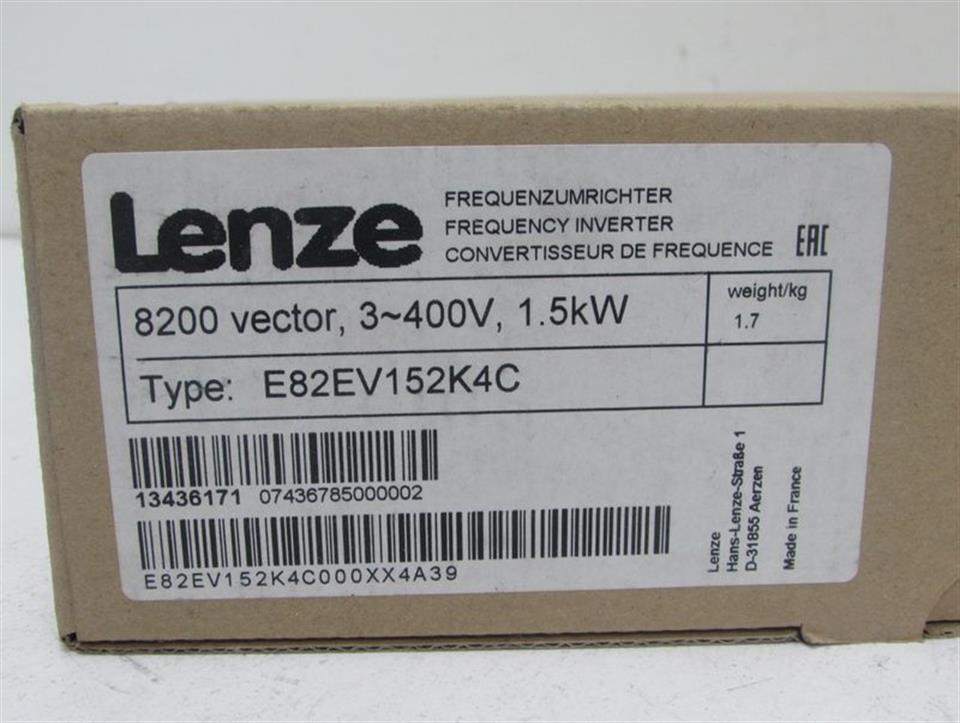 Lenze
FREQUENZUMRICHTER
FREQUENCY INVERTER
CONVERTISSEUR DE FREQUENCE
EAC
8200 vector, 3~400V, 1.5kW
weight/kg
1.7
Type: E82EV152K4C
13436171 07436785000002
E82EV152K4C000XX4A39
Lenze
Hans-Lenze-Straße 1
D-31855 Aerzen
Made in France